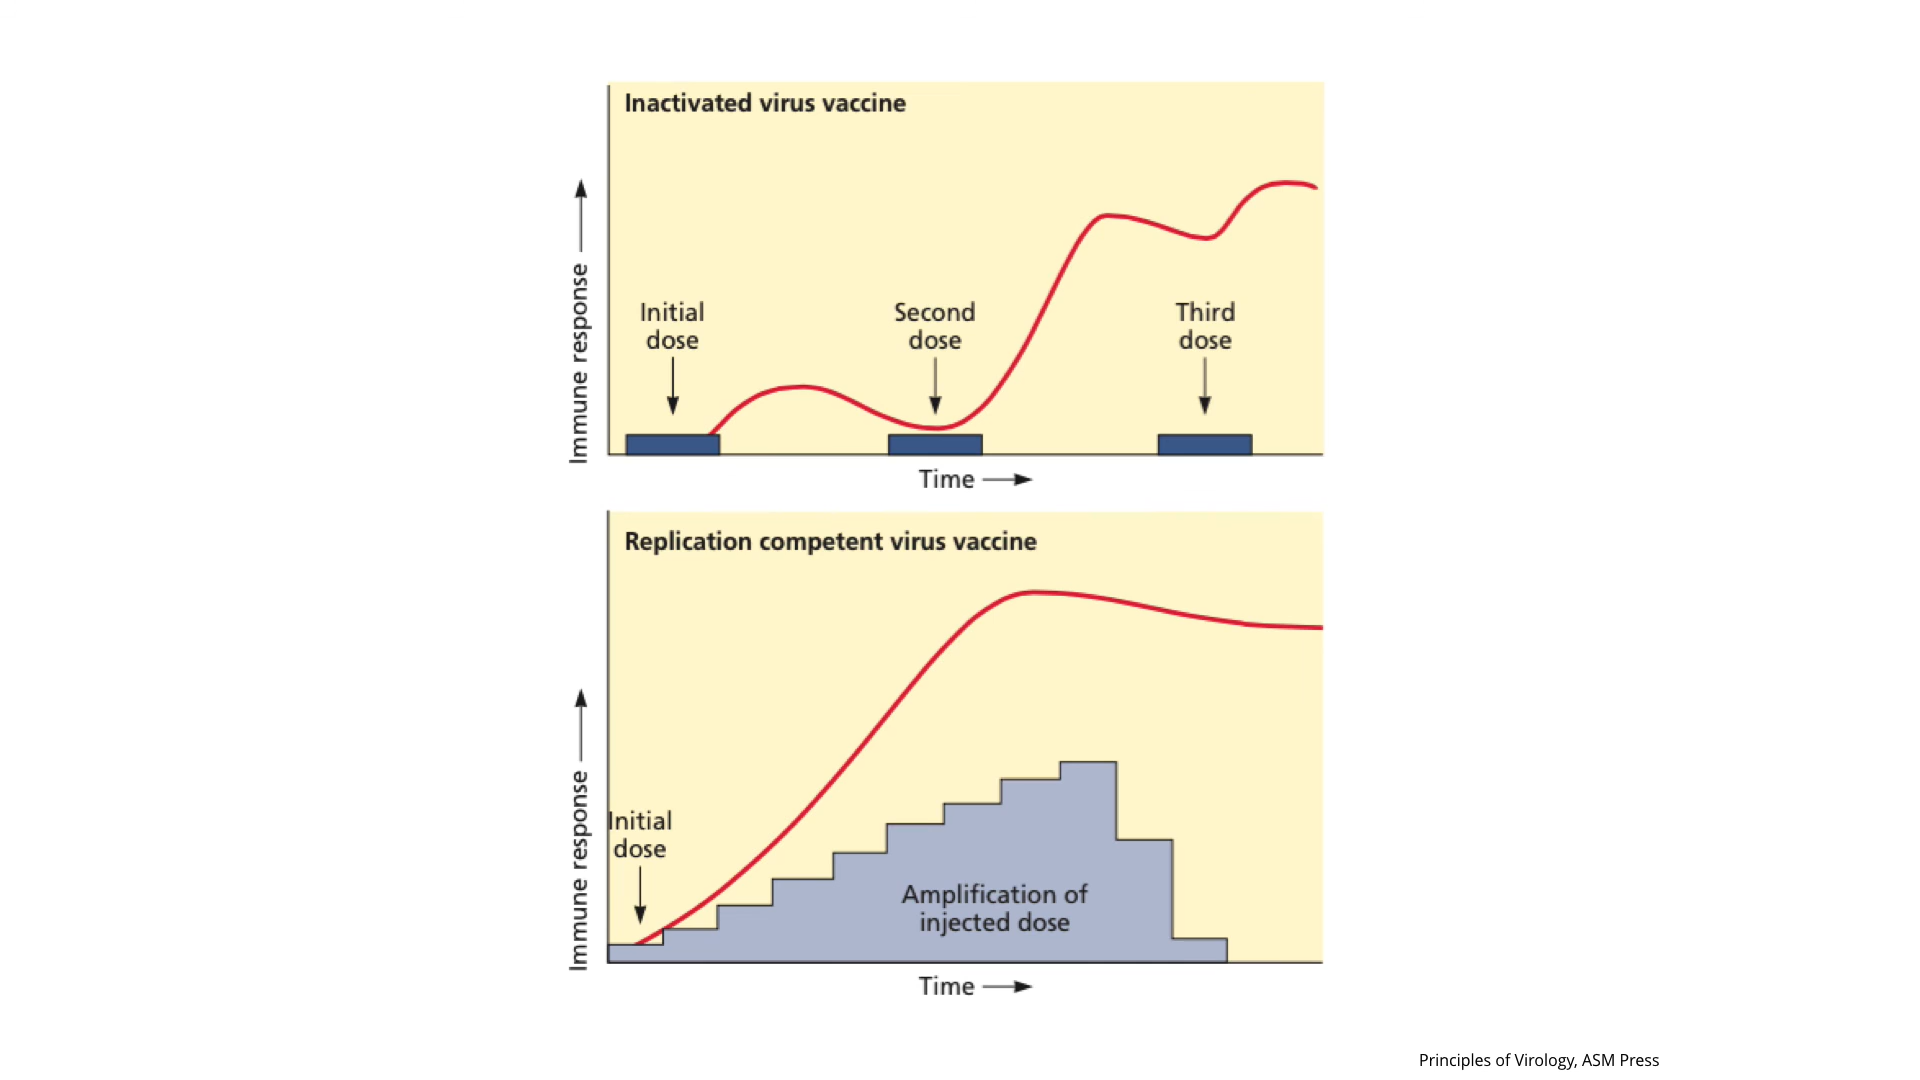 Inactivated virus vaccine
Immune response
Initial
dose
Second
dose
Third
dose
Time
Replication competent virus vaccine
Immune response
Initial
dose
Amplification of
injected dose
Time
Principles of Virology, ASM Press